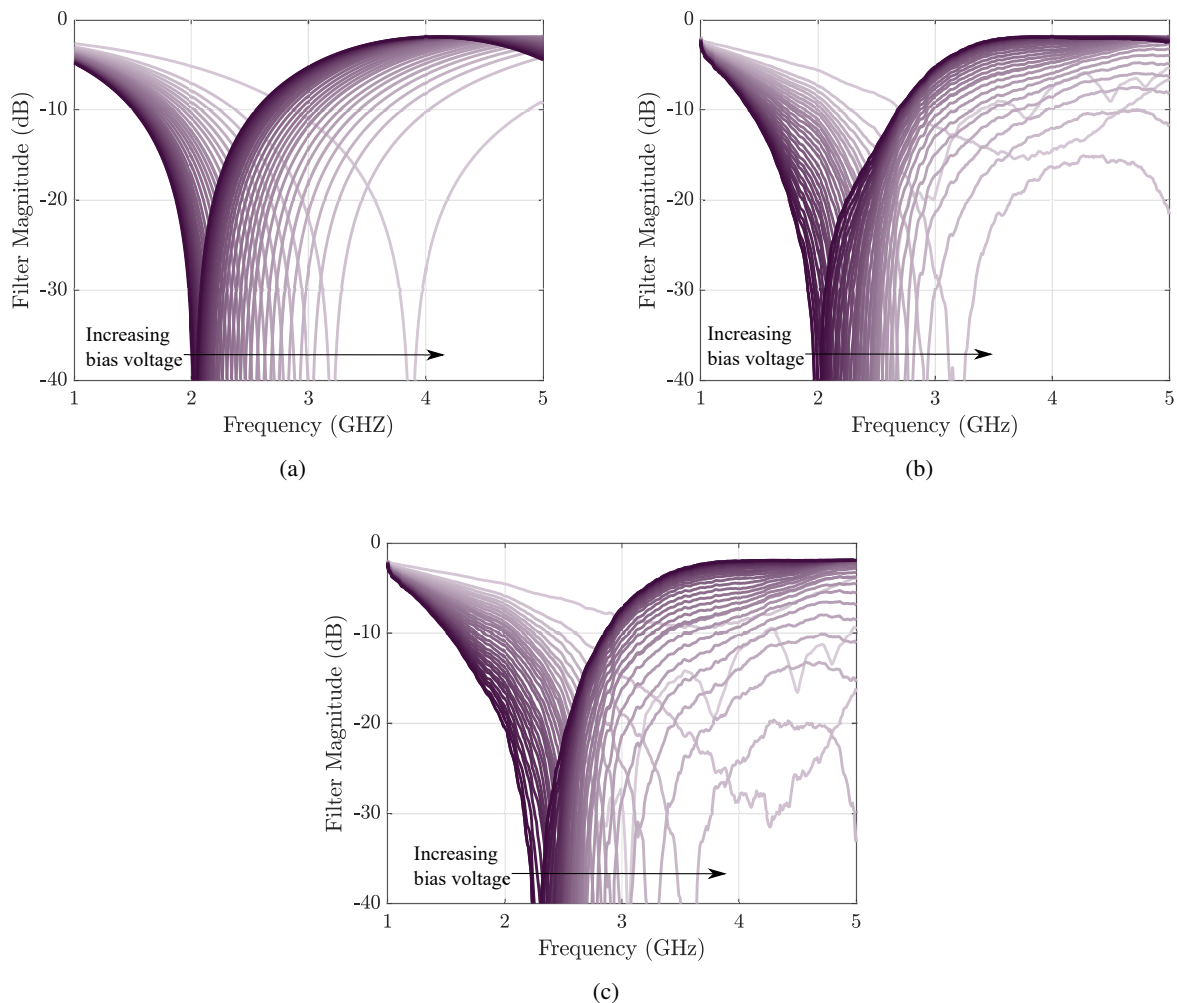 0
-10
-20
-30
-40
Filter Magnitude (dB)
Increasing
bias voltage
1 2 3 4 5
Frequency (GHZ)
(a)
0
-10
-20
-30
-40
Filter Magnitude (dB)
Increasing
bias voltage
1 2 3 4 5
Frequency (GHz)
(b)
0
-10
-20
-30
-40
Filter Magnitude (dB)
Increasing
bias voltage
1 2 3 4 5
Frequency (GHz)
(c)